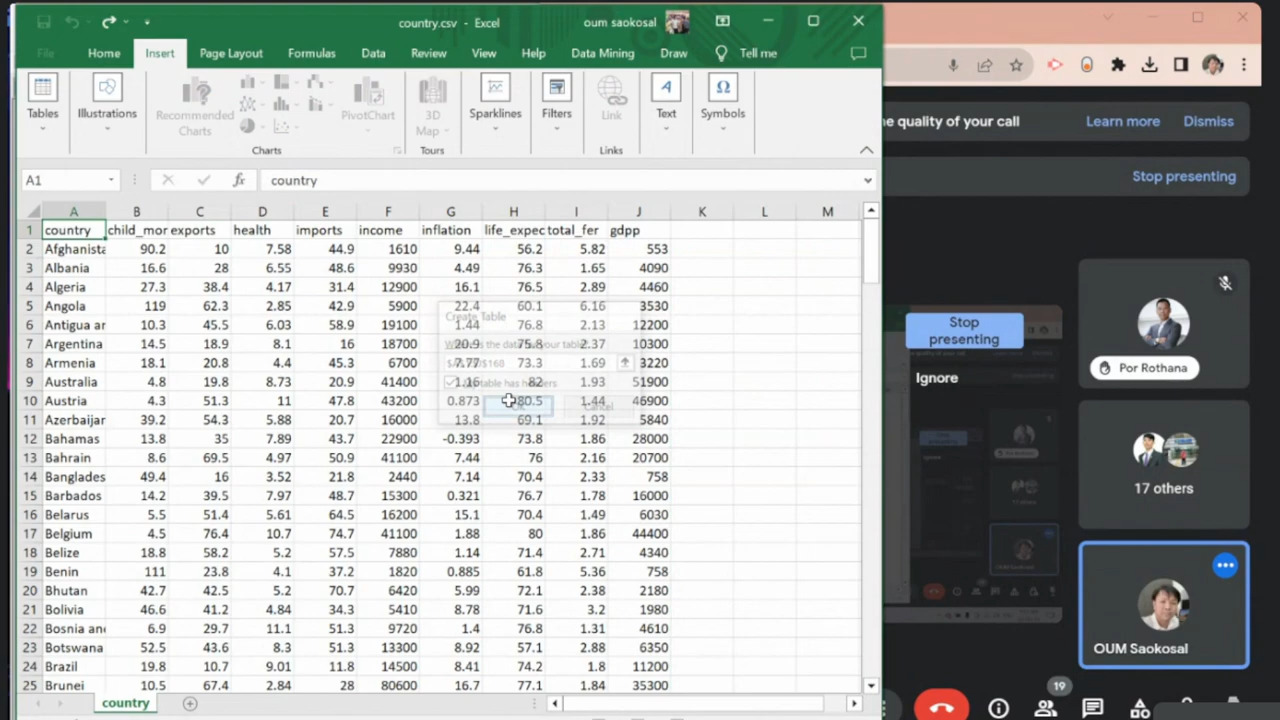 country.csv - Excel
oum saokosal
File Home Insert Page Layout Formulas Data Review View Help Data Mining Draw Tell me
Tables
Illustrations
Recommended
Charts
PivotChart
3D
Map
Sparklines
Filters
Link
Text
Symbols
Charts
Tours
Links
A1
fx
country
A B C D E F G H I J K L M
1 country child_mor exports health imports income inflation life_expec total_fer gdpp
2 Afghanista 90.2 10 7.58 44.9 1610 9.44 56.2 5.82 553
3 Albania 16.6 28 6.55 48.6 9930 4.49 76.3 1.65 4090
4 Algeria 27.3 38.4 4.17 31.4 12900 16.1 76.5 2.89 4460
5 Angola 119 62.3 2.85 42.9 5900 22.4 60.1 6.16 3530
6 Antigua ar 10.3 45.5 6.03 58.9 19100 1.44 76.8 2.13 12200
7 Argentina 14.5 18.9 8.1 16 18700 20.9 75.8 2.37 10300
8 Armenia 18.1 20.8 4.4 45.3 6700 7.77 73.3 1.69 3220
9 Australia 4.8 19.8 8.73 20.9 41400 1.16 82 1.93 51900
10 Austria 4.3 51.3 11 47.8 43200 0.873 80.5 1.44 46900
11 Azerbaijar 39.2 54.3 5.88 20.7 16000 13.8 69.1 1.92 5840
12 Bahamas 13.8 35 7.89 43.7 22900 -0.393 73.8 1.86 28000
13 Bahrain 8.6 69.5 4.97 50.9 41100 7.44 76 2.16 20700
14 Banglades 49.4 16 3.52 21.8 2440 7.14 70.4 2.33 758
15 Barbados 14.2 39.5 7.97 48.7 15300 0.321 76.7 1.78 16000
16 Belarus 5.5 51.4 5.61 64.5 16200 15.1 70.4 1.49 6030
17 Belgium 4.5 76.4 10.7 74.7 41100 1.88 80 1.86 44400
18 Belize 18.8 58.2 5.2 57.5 7880 1.14 71.4 2.71 4340
19 Benin 111 23.8 4.1 37.2 1820 0.885 61.8 5.36 758
20 Bhutan 42.7 42.5 5.2 70.7 6420 5.99 72.1 2.38 2180
21 Bolivia 46.6 41.2 4.84 34.3 5410 8.78 71.6 3.2 1980
22 Bosnia and 6.9 29.7 11.1 51.3 9720 1.4 76.8 1.31 4610
23 Botswana 52.5 43.6 8.3 51.3 13300 8.92 57.1 2.88 6350
24 Brazil 19.8 10.7 9.01 11.8 14500 8.41 74.2 1.8 11200
25 Brunei 10.5 67.4 2.84 28 80600 16.7 77.1 1.84 35300
Create Table
Cancel
country
he quality of your call
Learn more
Dismiss
Stop presenting
Stop
presenting
Ignore
Por Rothana
17 others
OUM Saokosal
19